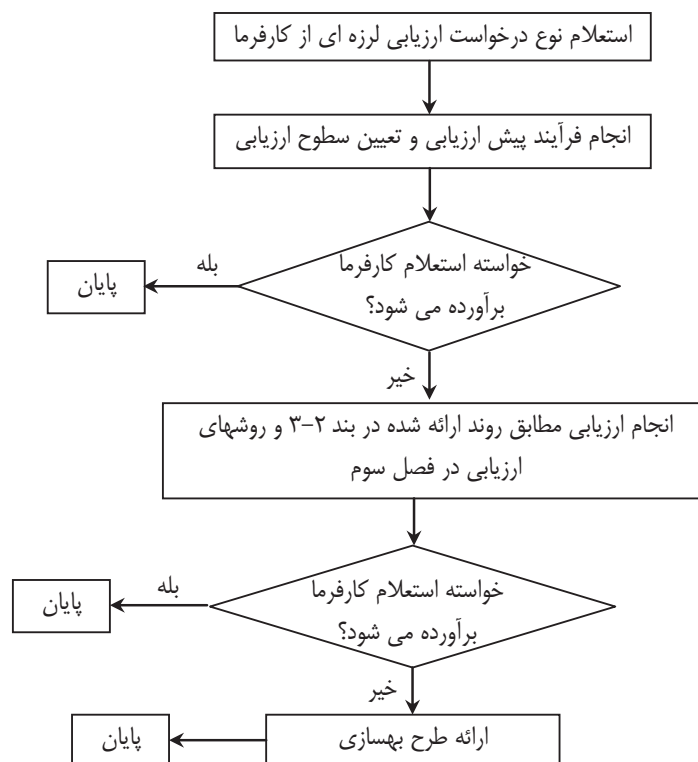 استعلام نوع درخواست ارزیابی لرزه ای از کارفرما
انجام فرآیند پیش ارزیابی و تعیین سطوح ارزیابی
خواسته استعلام کارفرما
برآورده می شود؟
بله
پایان
خیر
انجام ارزیابی مطابق روند ارائه شده در بند ۲-۳ و روشهای
ارزیابی در فصل سوم
خواسته استعلام کارفرما
برآورده می شود؟
بله
پایان
خیر
ارائه طرح بهسازی
پایان